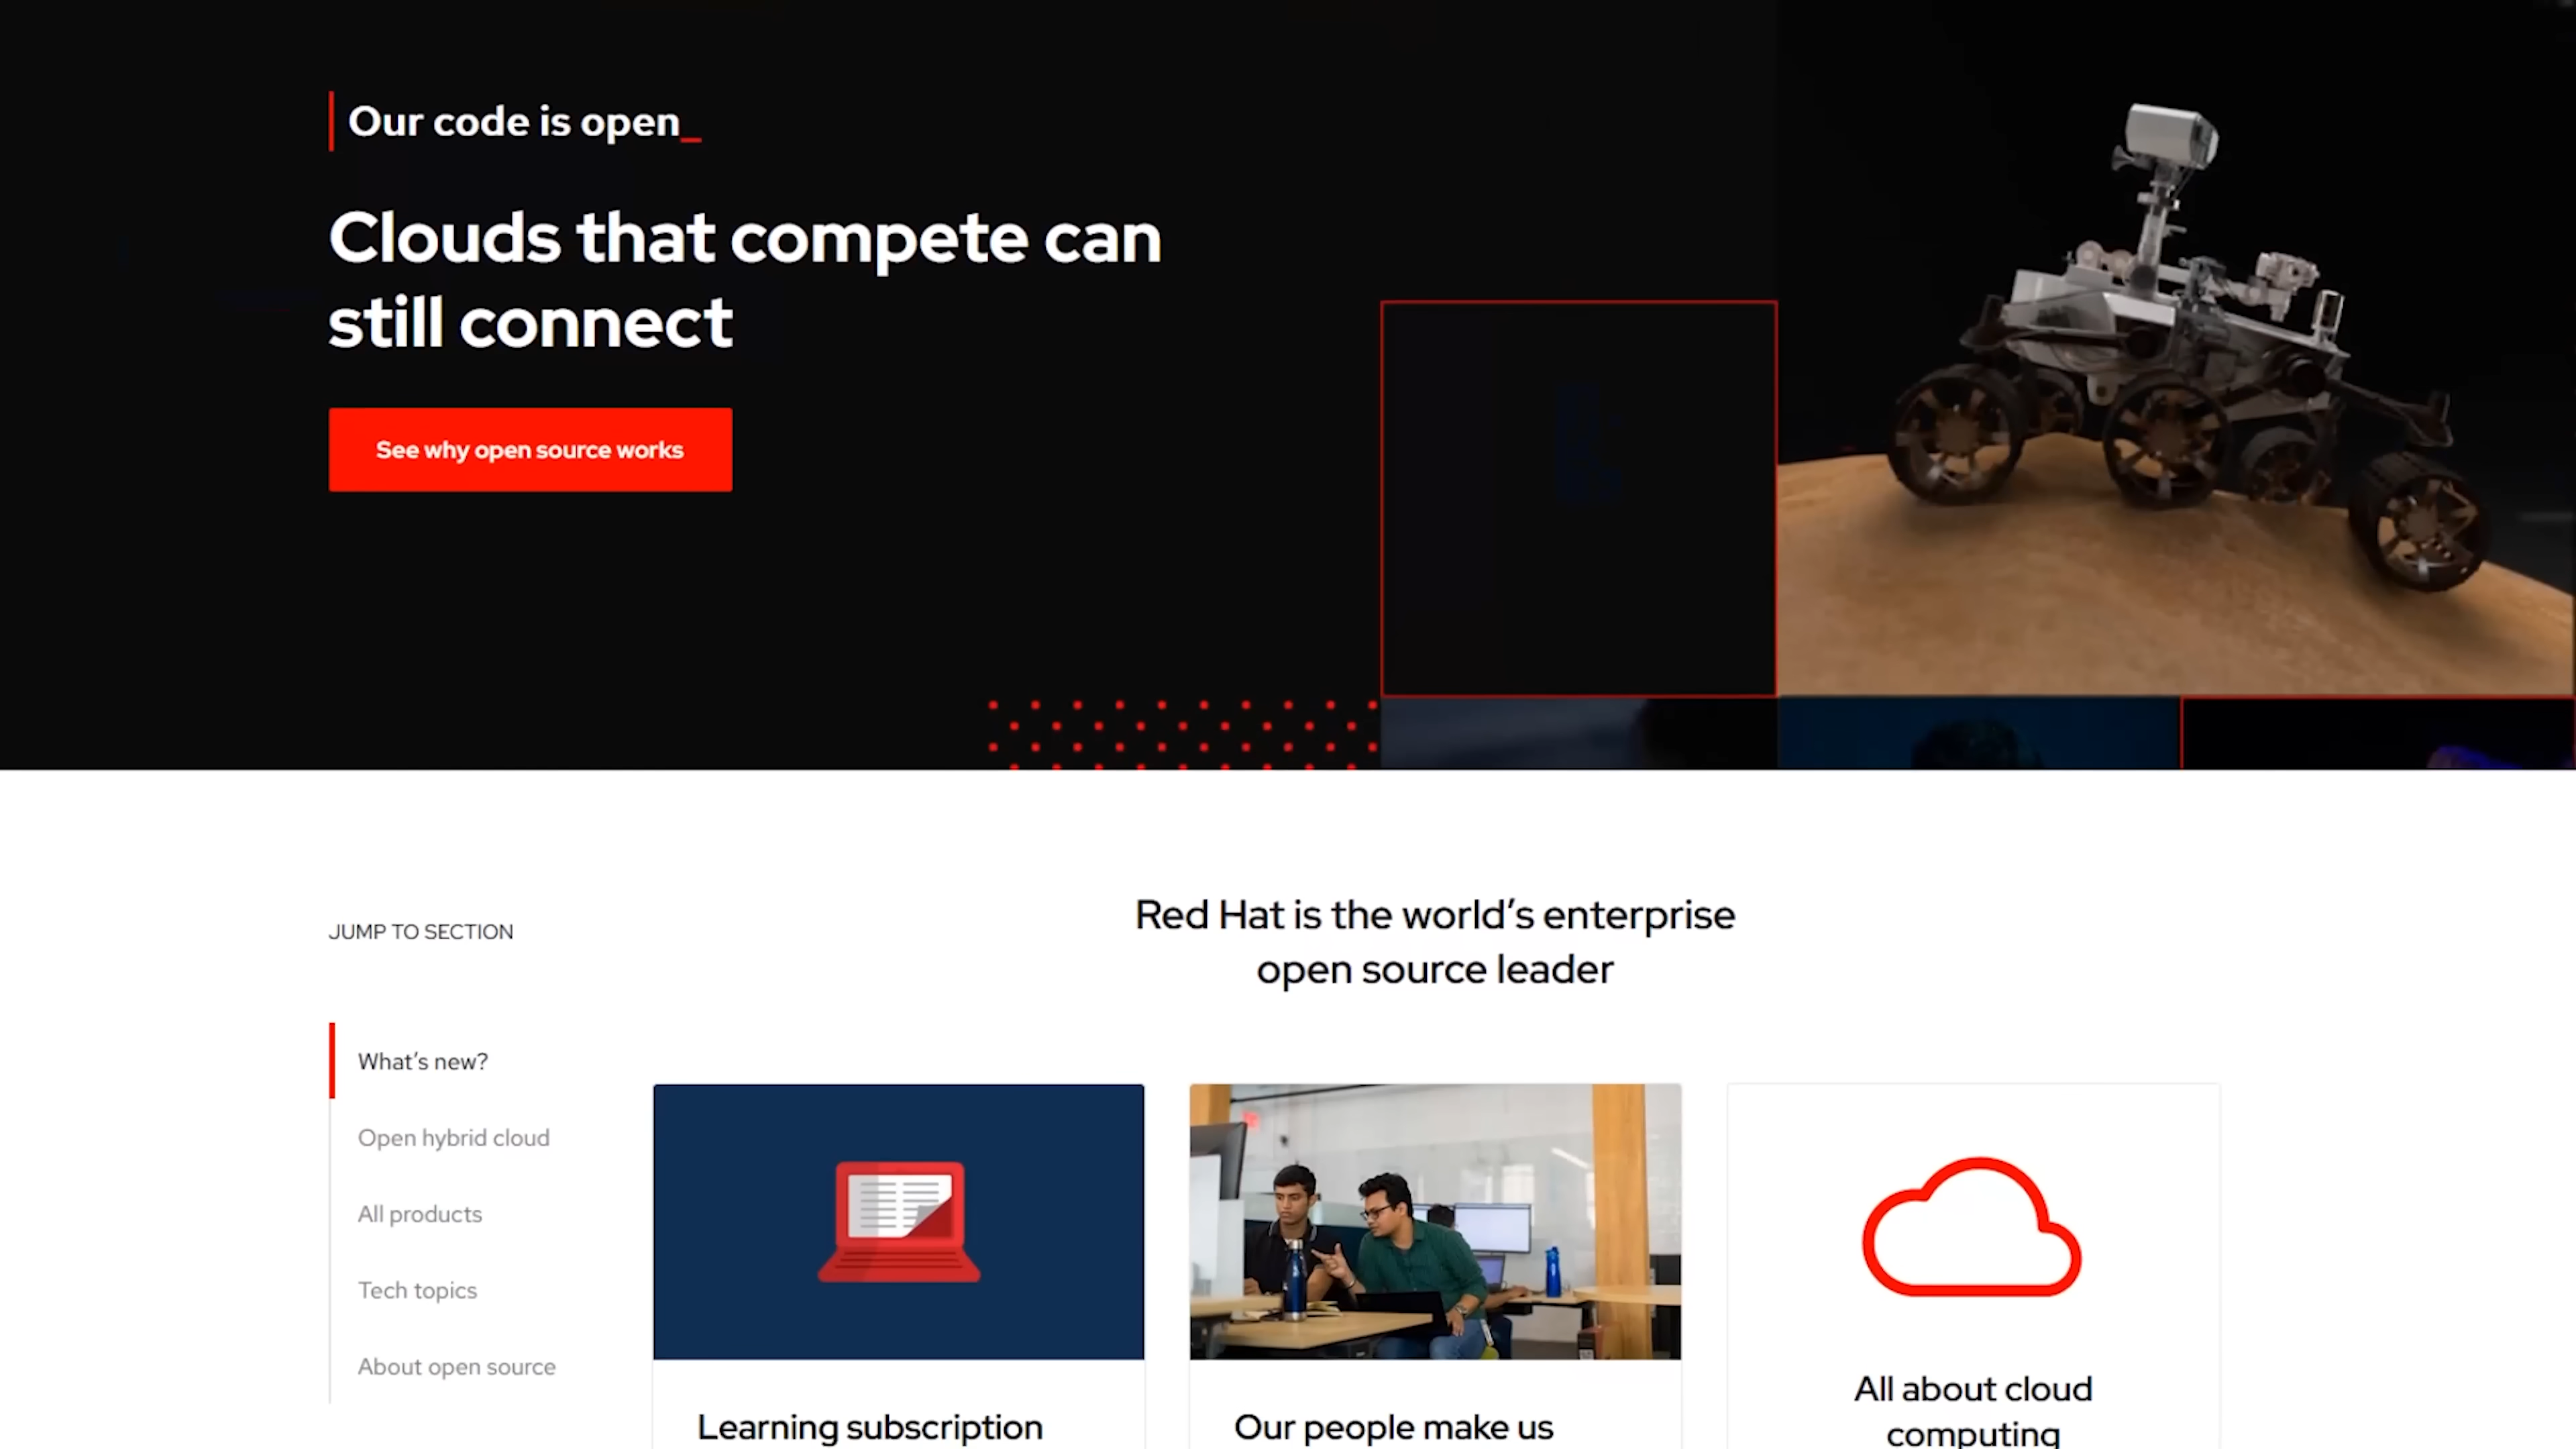 Our code is open_
Clouds that compete can
still connect
See why open source works
JUMP TO SECTION
Red Hat is the world’s enterprise
open source leader
What’s new?
Open hybrid cloud
All products
Tech topics
About open source
Learning subscription
Our people make us
All about cloud
computing